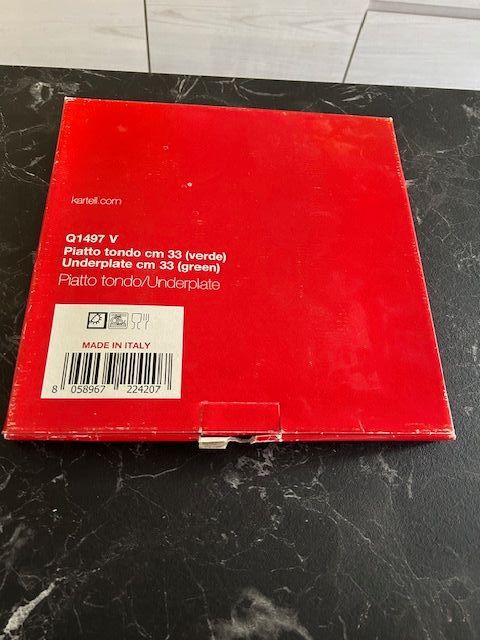 kartell.com
Q1497 V
Piatto tondo cm 33 (verde)
Underplate cm 33 (green)
Piatto tondo/Underplate
MADE IN ITALY
8 058967 224207